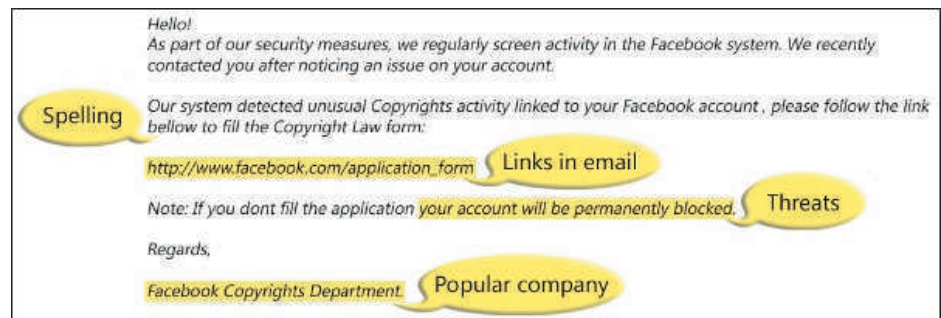 Hello!
As part of our security measures, we regularly screen activity in the Facebook system. We recently
contacted you after noticing an issue on your account.
Spelling
Our system detected unusual Copyrights activity linked to your Facebook account , please follow the link
bellow to fill the Copyright Law form:
http://www.facebook.com/application_form
Links in email
Note: If you dont fill the application your account will be permanently blocked.
Threats
Regards,
Facebook Copyrights Department.
Popular company